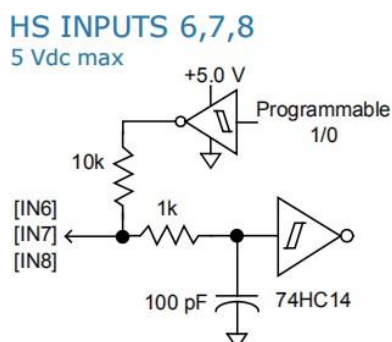 HS INPUTS 6,7,8
5 Vdc max
+5.0 V
Programmable
1/0
10k
[IN6]
[IN7]
[IN8]
1k
100 pF
74HC14